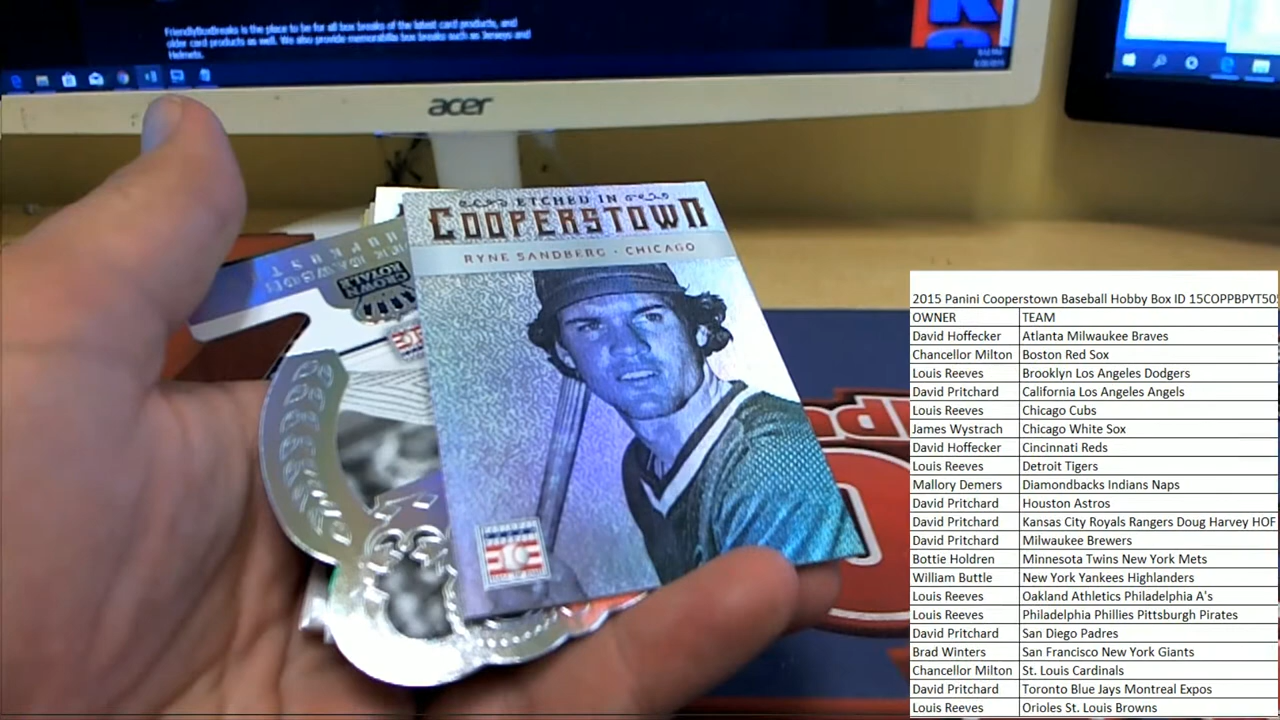 FriendlyBoxBreaks is the place to be for all box breaks of the latest card products, and
older card products as well. We also provide memorabilia box breaks such as Jerseys and
Helmets.
acer
ETCHED IN
COOPERSTOWN
RYNE SANDBERG · CHICAGO
CROWN
ROYALE
2015 Panini Cooperstown Baseball Hobby Box ID 15COPPBPYT50
OWNER TEAM
David Hoffecker Atlanta Milwaukee Braves
Chancellor Milton Boston Red Sox
Louis Reeves Brooklyn Los Angeles Dodgers
David Pritchard California Los Angeles Angels
Louis Reeves Chicago Cubs
James Wystrach Chicago White Sox
David Hoffecker Cincinnati Reds
Louis Reeves Detroit Tigers
Mallory Demers Diamondbacks Indians Naps
David Pritchard Houston Astros
David Pritchard Kansas City Royals Rangers Doug Harvey HOF
David Pritchard Milwaukee Brewers
Bottie Holdren Minnesota Twins New York Mets
William Buttle New York Yankees Highlanders
Louis Reeves Oakland Athletics Philadelphia A's
Louis Reeves Philadelphia Phillies Pittsburgh Pirates
David Pritchard San Diego Padres
Brad Winters San Francisco New York Giants
Chancellor Milton St. Louis Cardinals
David Pritchard Toronto Blue Jays Montreal Expos
Louis Reeves Orioles St. Louis Browns